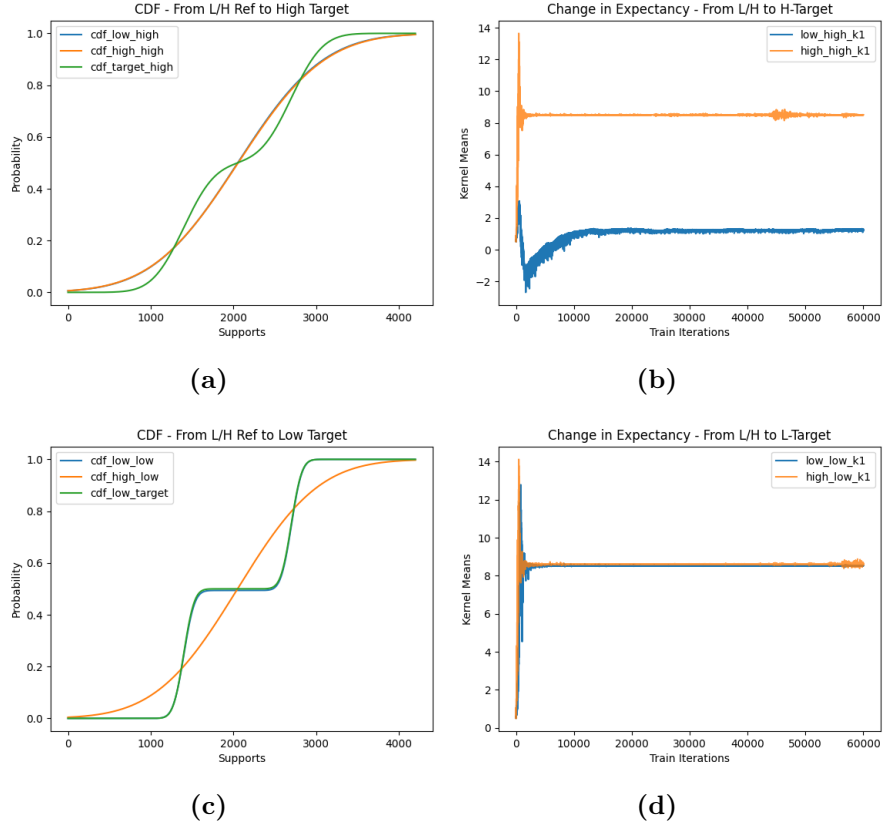 CDF - From L/H Ref to High Target
1.0
0.8
0.6
0.4
0.2
0.0
Probability
cdf_low_high
cdf_high_high
cdf_target_high
0 1000 2000 3000 4000
Supports
(a)
Change in Expectancy - From L/H to H-Target
14
12
10
8
6
4
2
0
−2
Kernel Means
low_high_k1
high_high_k1
0 10000 20000 30000 40000 50000 60000
Train Iterations
(b)
CDF - From L/H Ref to Low Target
1.0
0.8
0.6
0.4
0.2
0.0
Probability
cdf_low_low
cdf_high_low
cdf_low_target
0 1000 2000 3000 4000
Supports
(c)
Change in Expectancy - From L/H to L-Target
14
12
10
8
6
4
2
0
Kernel Means
low_low_k1
high_low_k1
0 10000 20000 30000 40000 50000 60000
Train Iterations
(d)